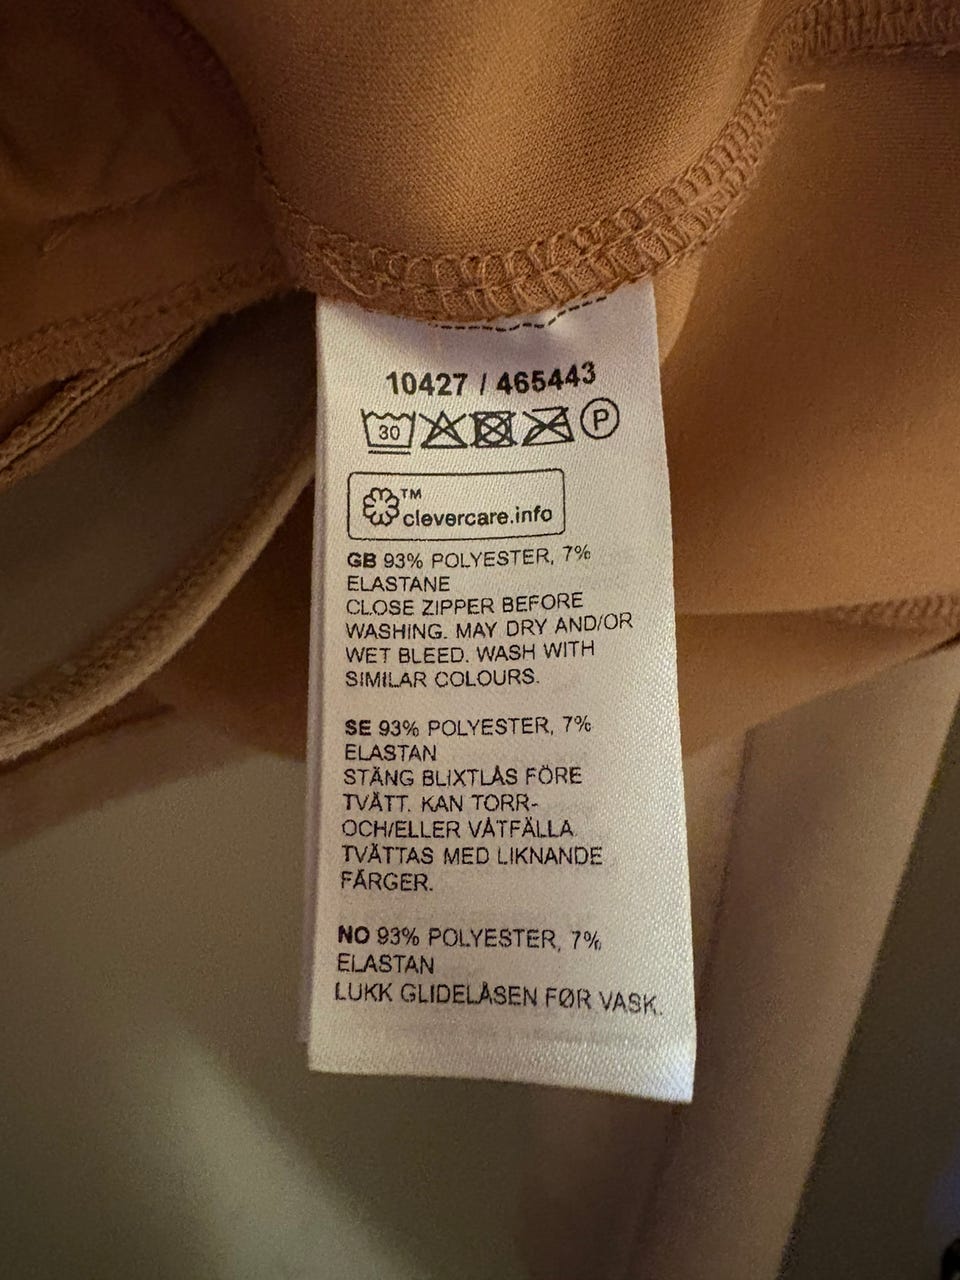 10427 / 465443
30 P
TM
clevercare.info
GB 93% POLYESTER, 7%
ELASTANE
CLOSE ZIPPER BEFORE
WASHING. MAY DRY AND/OR
WET BLEED. WASH WITH
SIMILAR COLOURS.
SE 93% POLYESTER, 7%
ELASTAN
STÄNG BLIXTLÅS FÖRE
TVÄTT. KAN TORR-
OCH/ELLER VÅTFÄLLA.
TVÄTTAS MED LIKNANDE
FÄRGER.
NO 93% POLYESTER, 7%
ELASTAN
LUKK GLIDELÅSEN FØR VASK.